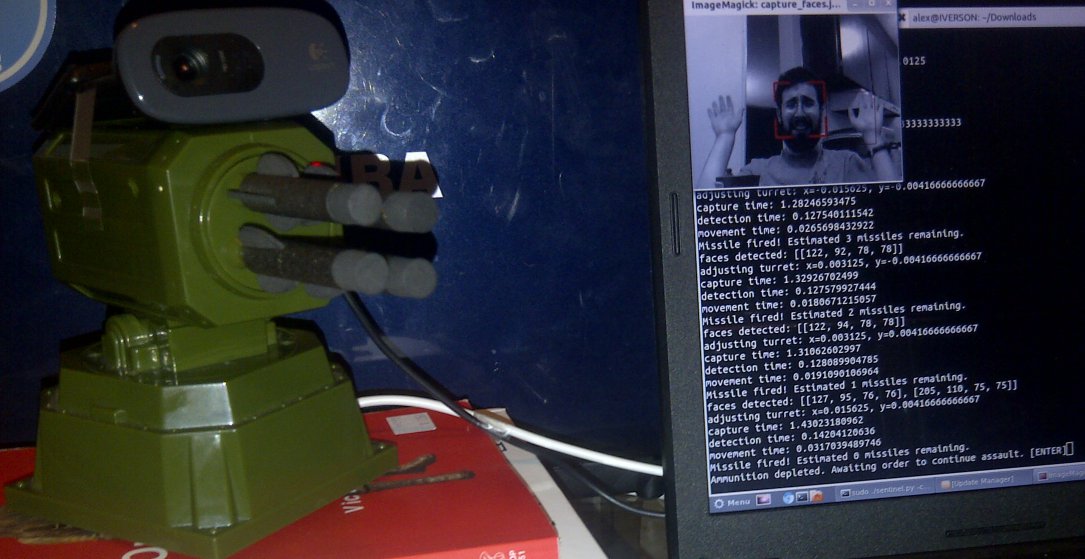 ImageMagick: capture_faces.j...
alex@IVERSON: ~/Downloads
0125
33333333333
adjusting turret: x=-0.015625, y=-0.00416666666667
capture time: 1.28246593475
detection time: 0.127540111542
movement time: 0.0265698432922
Missile fired! Estimated 3 missiles remaining.
faces detected: [[122, 92, 78, 78]]
adjusting turret: x=0.003125, y=-0.00416666666667
capture time: 1.32926702499
detection time: 0.127579927444
movement time: 0.0180671215057
Missile fired! Estimated 2 missiles remaining.
faces detected: [[122, 94, 78, 78]]
adjusting turret: x=0.003125, y=0.00416666666667
capture time: 1.31062602997
detection time: 0.128089904785
movement time: 0.0191090106964
Missile fired! Estimated 1 missiles remaining.
faces detected: [[127, 95, 76, 76], [205, 110, 75, 75]]
adjusting turret: x=0.015625, y=0.00416666666667
capture time: 1.43023180962
detection time: 0.14204120636
movement time: 0.0317039489746
Missile fired! Estimated 0 missiles remaining.
Ammunition depleted. Awaiting order to continue assault. [ENTER]
Menu
sudo ./sentinel.py -c...
[Update Manager]
ImageMa
RBA
vic